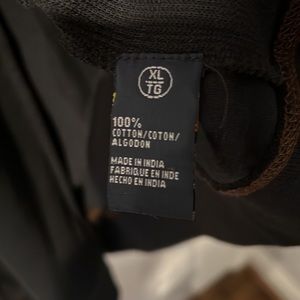 XL
TG
100%
COTTON/COTON/
ALGODON
MADE IN INDIA
FABRIQUE EN INDE
HECHO EN INDIA